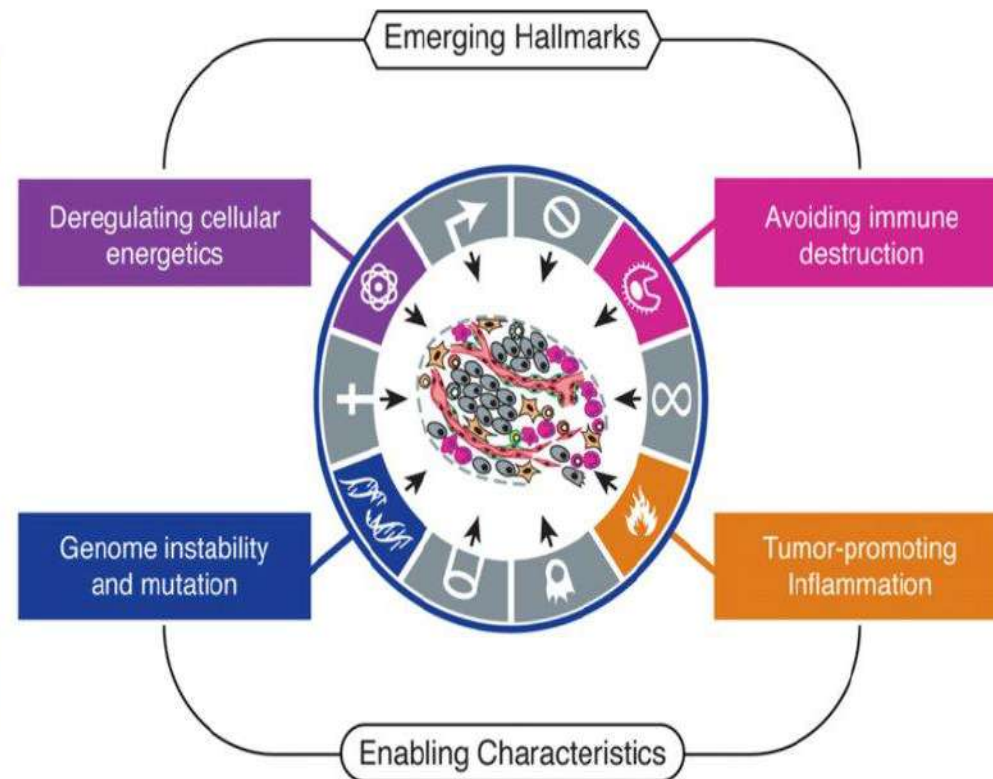 Emerging Hallmarks
Deregulating cellular
energetics
Avoiding immune
destruction
Genome instability
and mutation
Tumor-promoting
Inflammation
Enabling Characteristics